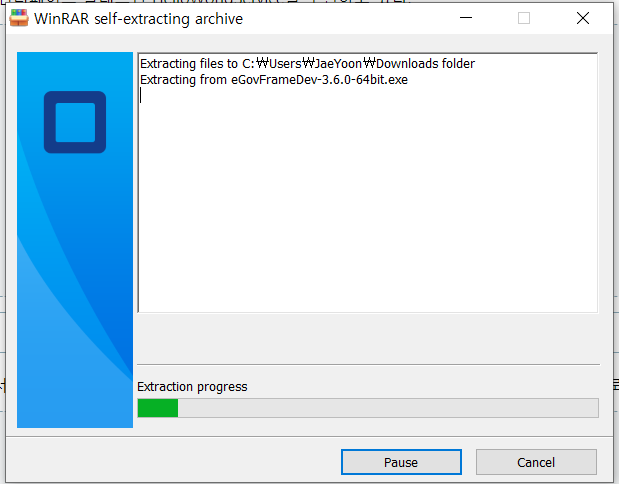 WinRAR self-extracting archive
Extracting files to C:₩Users₩JaeYoon₩Downloads folder
Extracting from eGovFrameDev-3.6.0-64bit.exe
Extraction progress
Pause
Cancel